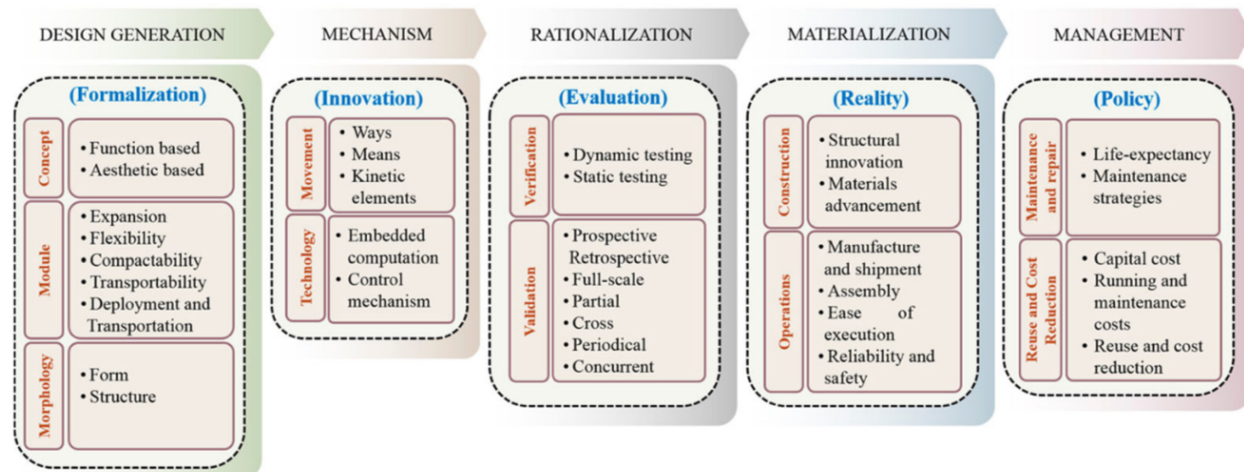 DESIGN GENERATION
MECHANISM
RATIONALIZATION
MATERIALIZATION
MANAGEMENT
(Formalization)
Concept
• Function based
• Aesthetic based
Module
• Expansion
• Flexibility
• Compactability
• Transportability
• Deployment and
Transportation
Morphology
• Form
• Structure
(Innovation)
Movement
• Ways
• Means
• Kinetic
elements
Technology
• Embedded
computation
• Control
mechanism
(Evaluation)
Verification
• Dynamic testing
• Static testing
Validation
• Prospective
Retrospective
• Full-scale
• Partial
• Cross
• Periodical
• Concurrent
(Reality)
Construction
• Structural
innovation
• Materials
advancement
Operations
• Manufacture
and shipment
• Assembly
• Ease of
execution
• Reliability and
safety
(Policy)
Maintenance
and repair
• Life-expectancy
• Maintenance
strategies
Reuse and Cost
Reduction
• Capital cost
• Running and
maintenance
costs
• Reuse and cost
reduction